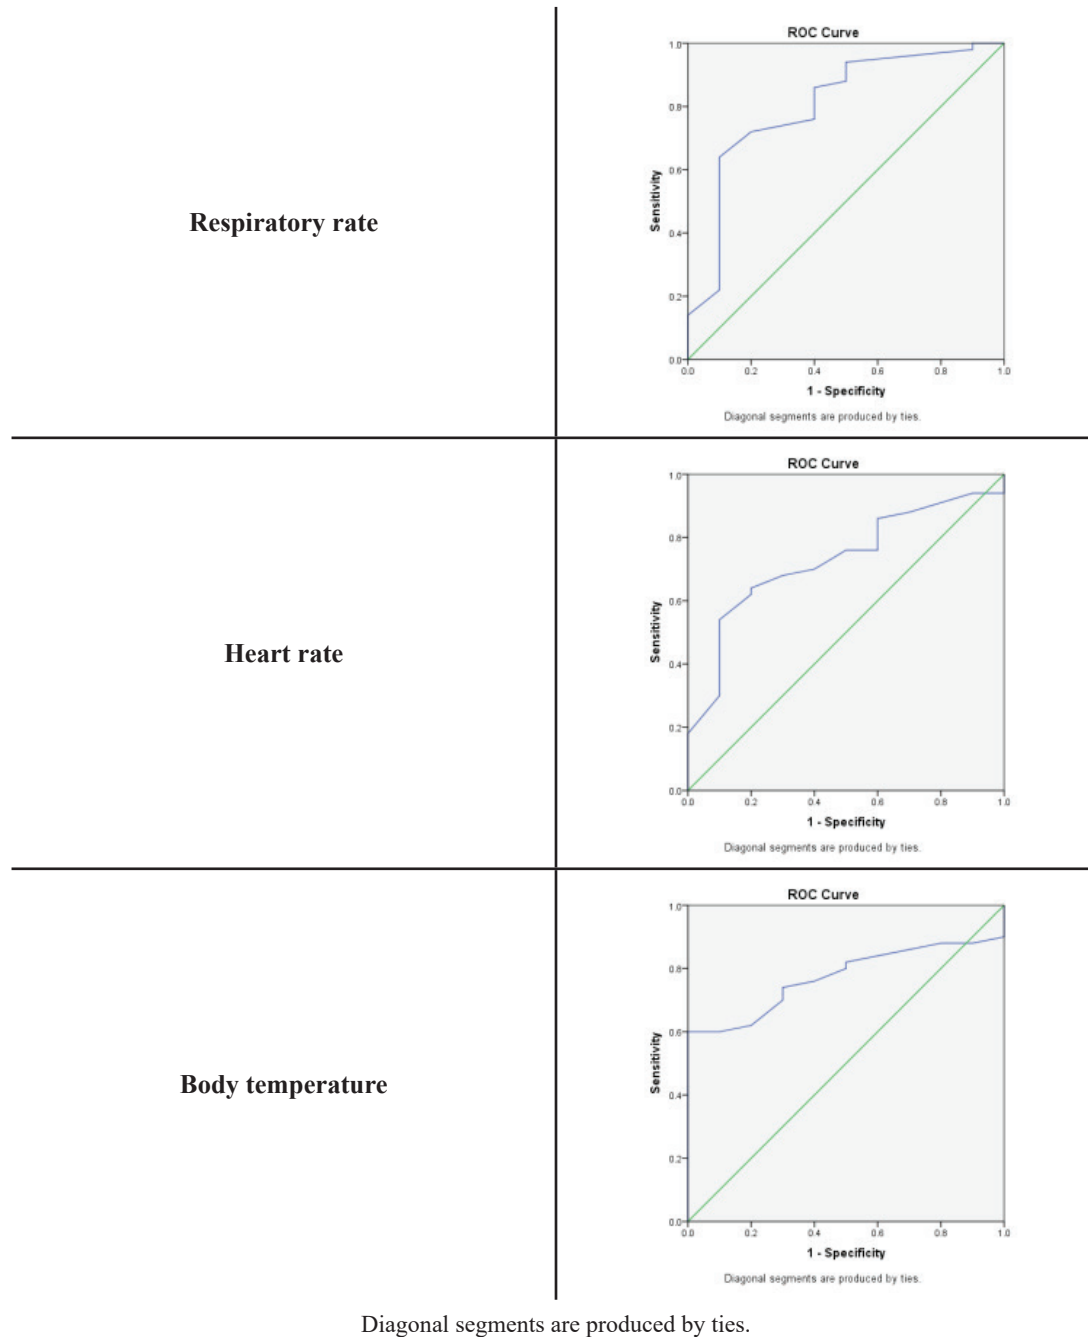 ROC Curve
1.0
0.8
0.6
0.4
0.2
0.0
Sensitivity
0.0 0.2 0.4 0.6 0.8 1.0
1 - Specificity
Diagonal segments are produced by ties.
Respiratory rate
ROC Curve
1.0
0.8
0.6
0.4
0.2
0.0
Sensitivity
0.0 0.2 0.4 0.6 0.8 1.0
1 - Specificity
Diagonal segments are produced by ties.
Heart rate
ROC Curve
1.0
0.8
0.6
0.4
0.2
0.0
Sensitivity
0.0 0.2 0.4 0.6 0.8 1.0
1 - Specificity
Diagonal segments are produced by ties.
Body temperature
Diagonal segments are produced by ties.